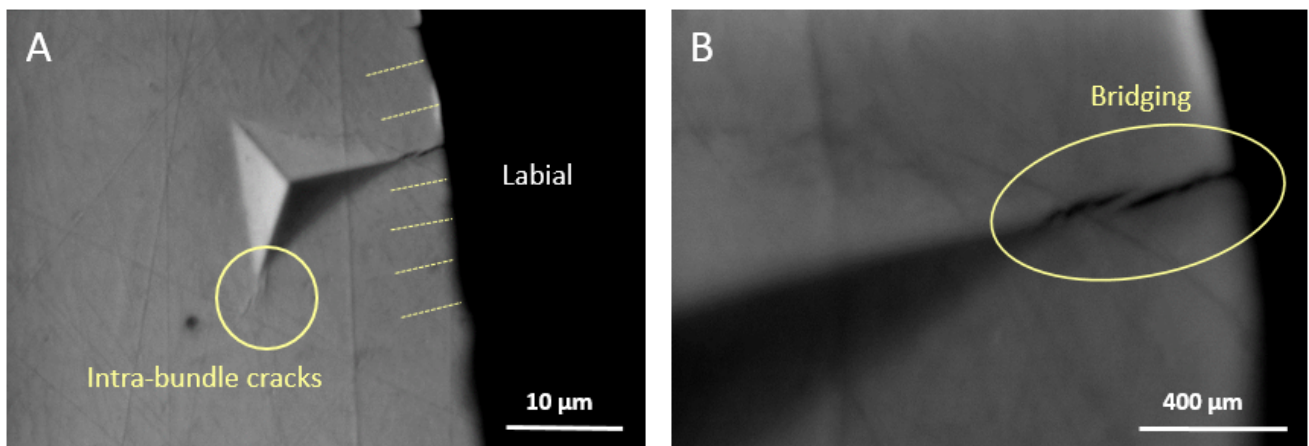 A
Labial
Intra-bundle cracks
10 µm
B
Bridging
400 µm